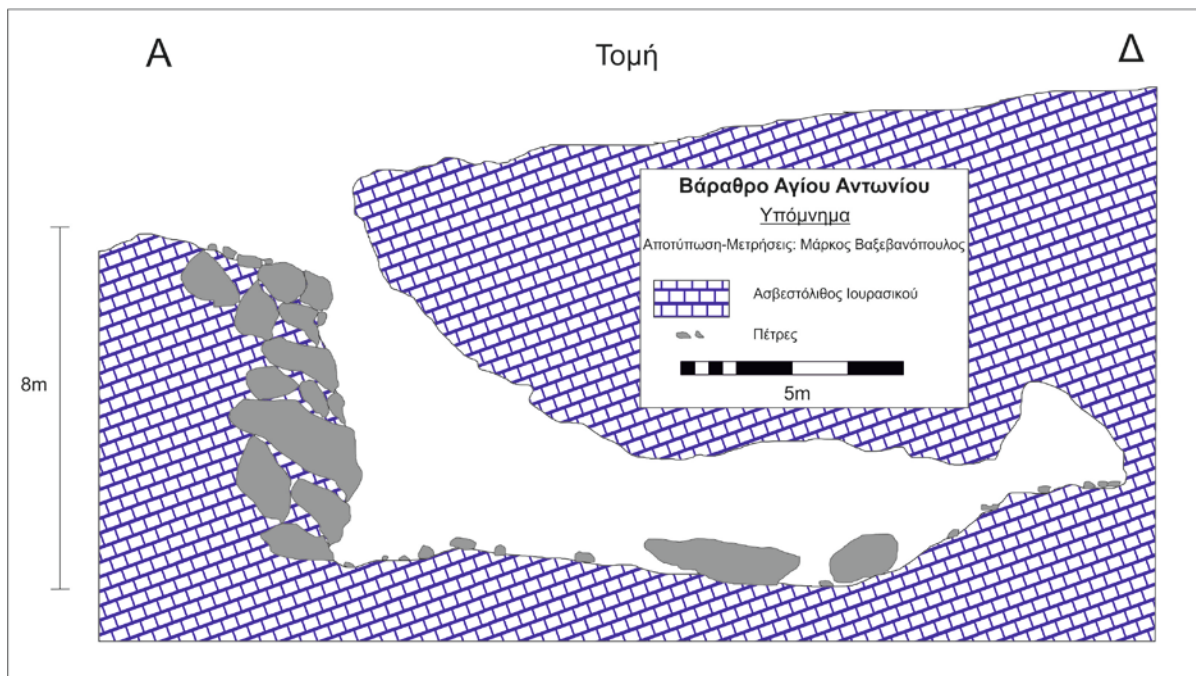 Α
Τομή
Δ
Βάραθρο Αγίου Αντωνίου
Υπόμνημα
Αποτύπωση-Μετρήσεις: Μάρκος Βαξεβανόπουλος
Ασβεστόλιθος Ιουρασικού
Πέτρες
5m
8m